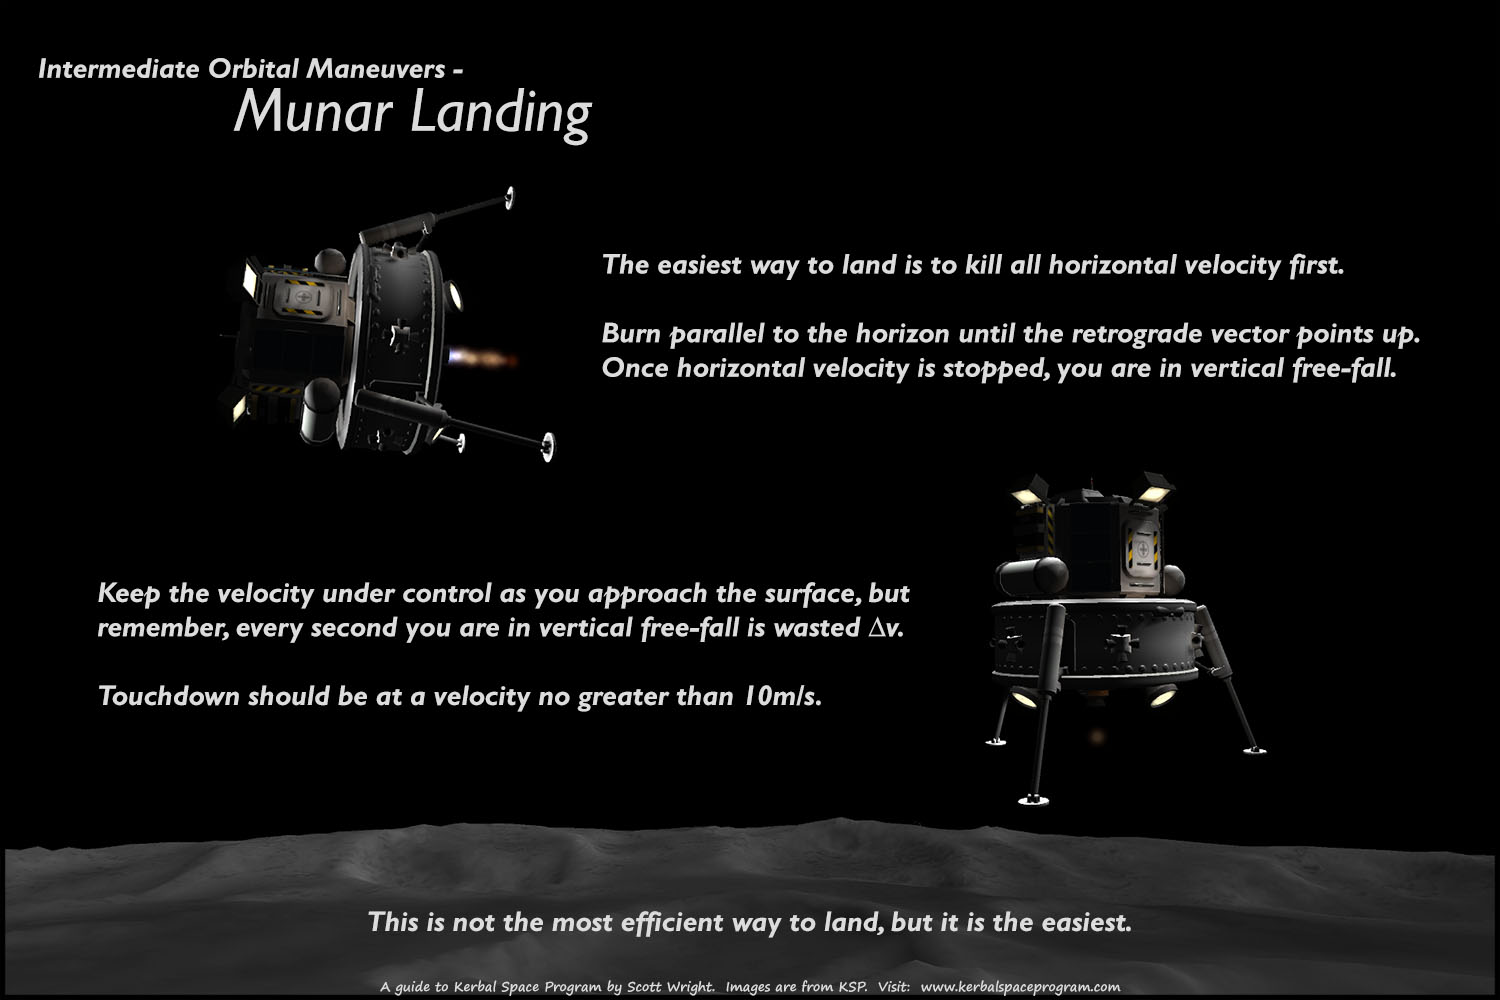 Intermediate Orbital Maneuvers -
Munar Landing
The easiest way to land is to kill all horizontal velocity first.
Burn parallel to the horizon until the retrograde vector points up.
Once horizontal velocity is stopped, you are in vertical free-fall.
Keep the velocity under control as you approach the surface, but
remember, every second you are in vertical free-fall is wasted Δv.
Touchdown should be at a velocity no greater than 10m/s.
This is not the most efficient way to land, but it is the easiest.
A guide to Kerbal Space Program by Scott Wright.  Images are from KSP.  Visit:  www.kerbalspaceprogram.com